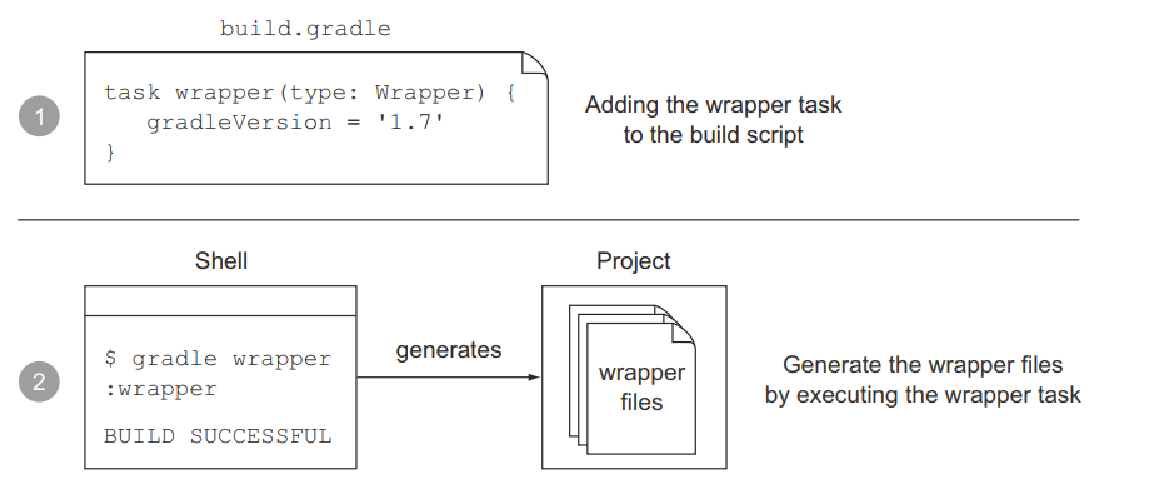 build.gradle
1
task wrapper(type: Wrapper) {
gradleVersion = '1.7'
}
Adding the wrapper task
to the build script
Shell
Project
2
$ gradle wrapper
:wrapper
BUILD SUCCESSFUL
generates
wrapper
files
Generate the wrapper files
by executing the wrapper task